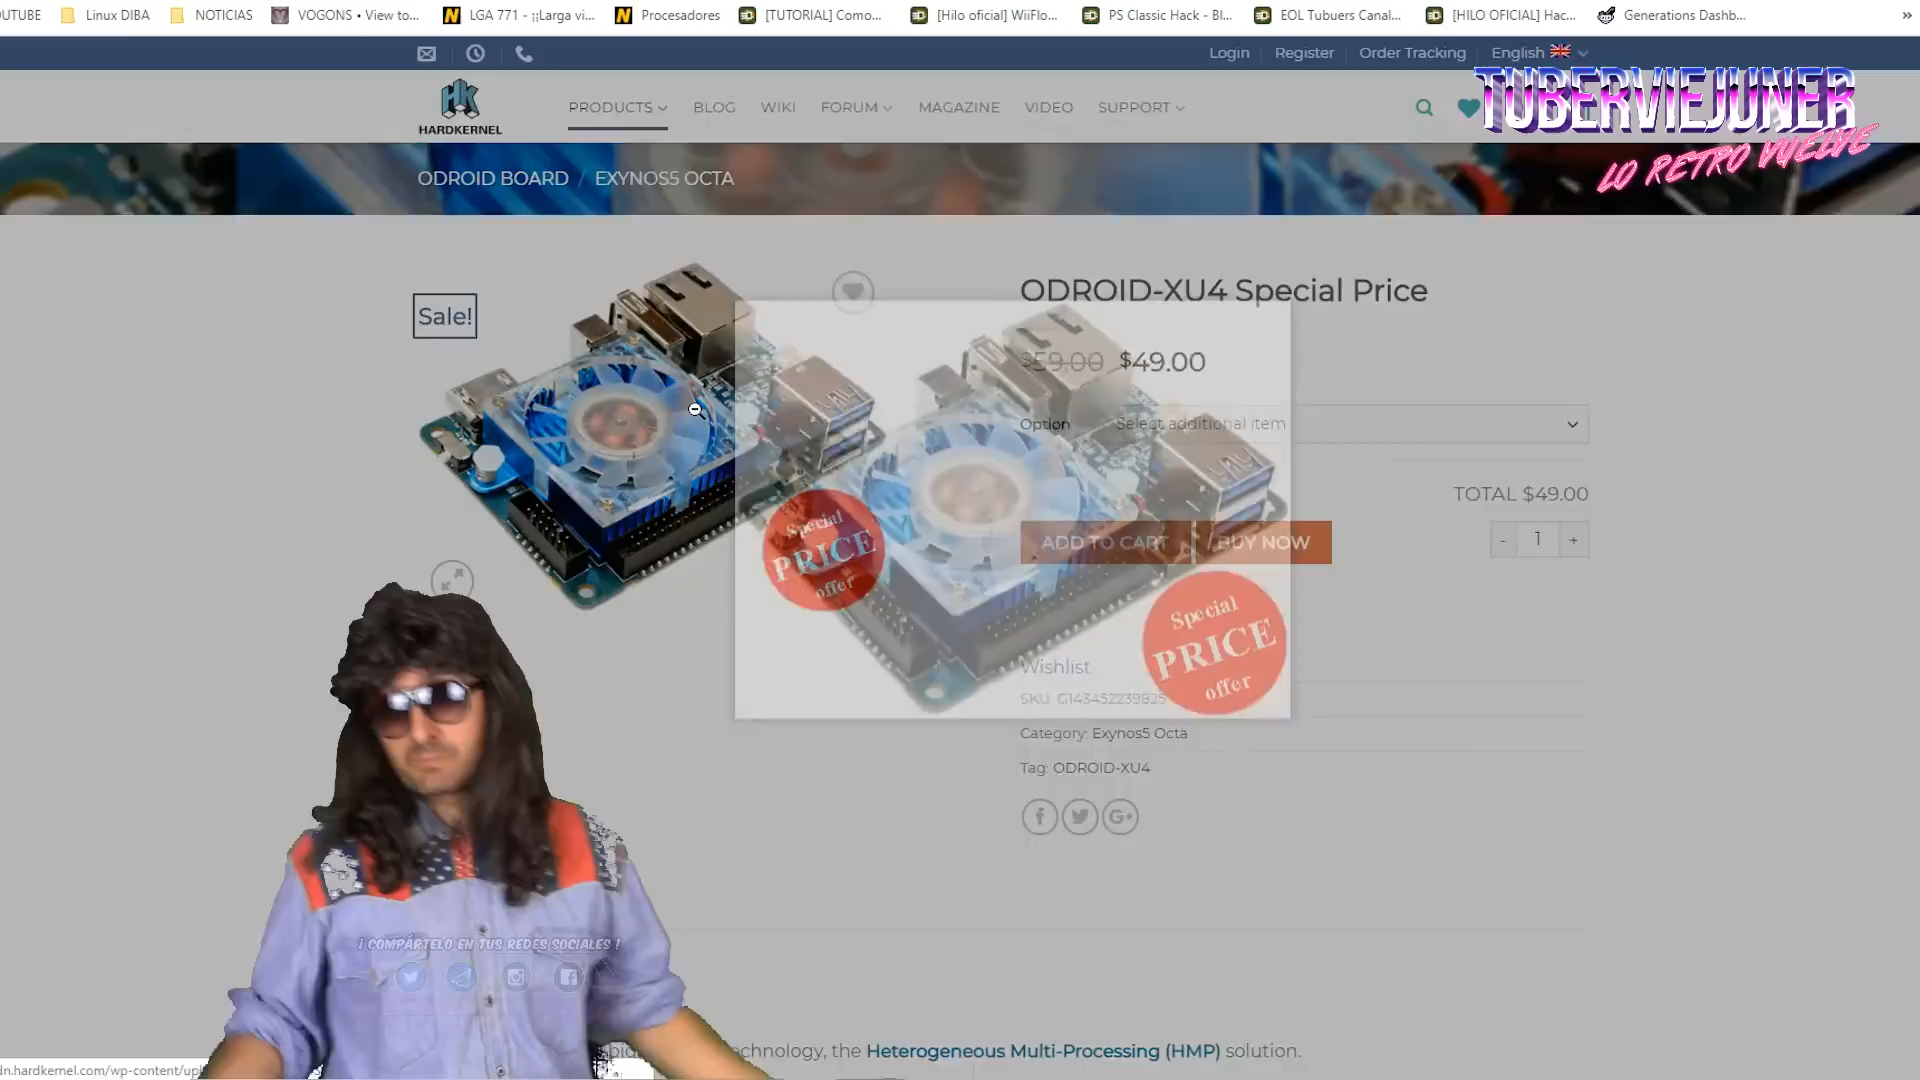 OUTUBE Linux DIBA NOTICIAS VOGONS • View to... LGA 771 - ¡¡Larga vi... Procesadores [TUTORIAL] Como... [Hilo oficial] WiiFlo... PS Classic Hack - Bl... EOL Tubuers Canal... [HILO OFICIAL] Hac... Generations Dashb... »
Login Register Order Tracking English
TUBERVIEJUNER
LO RETRO VUELVE
HK
HARDKERNEL
PRODUCTS BLOG WIKI FORUM MAGAZINE VIDEO SUPPORT
ODROID BOARD / EXYNOS5 OCTA
Sale!
ODROID-XU4 Special Price
$59.00 $49.00
Option Select additional item
TOTAL $49.00
ADD TO CART / BUY NOW
- 1 +
Special
PRICE
offer
Special
PRICE
offer
Wishlist
SKU: G143452239825
Category: Exynos5 Octa
Tag: ODROID-XU4
¡ COMPÁRTELO EN TUS REDES SOCIALES !
chnology, the Heterogeneous Multi-Processing (HMP) solution.
dn.hardkernel.com/wp-content/upl